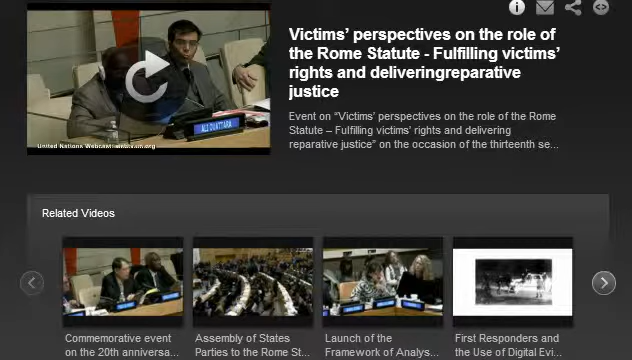 Victims' perspectives on the role of
the Rome Statute - Fulfilling victims'
rights and deliveringreparative
justice
Event on "Victims' perspectives on the role of the Rome
Statute – Fulfilling victims' rights and delivering
reparative justice" on the occasion of the thirteenth se...
ALI OUATTARA
United Nations Webcast
Related Videos
Commemorative event
on the 20th anniversa...
Assembly of States
Parties to the Rome St...
Launch of the
Framework of Analys...
First Responders and
the Use of Digital Evi...